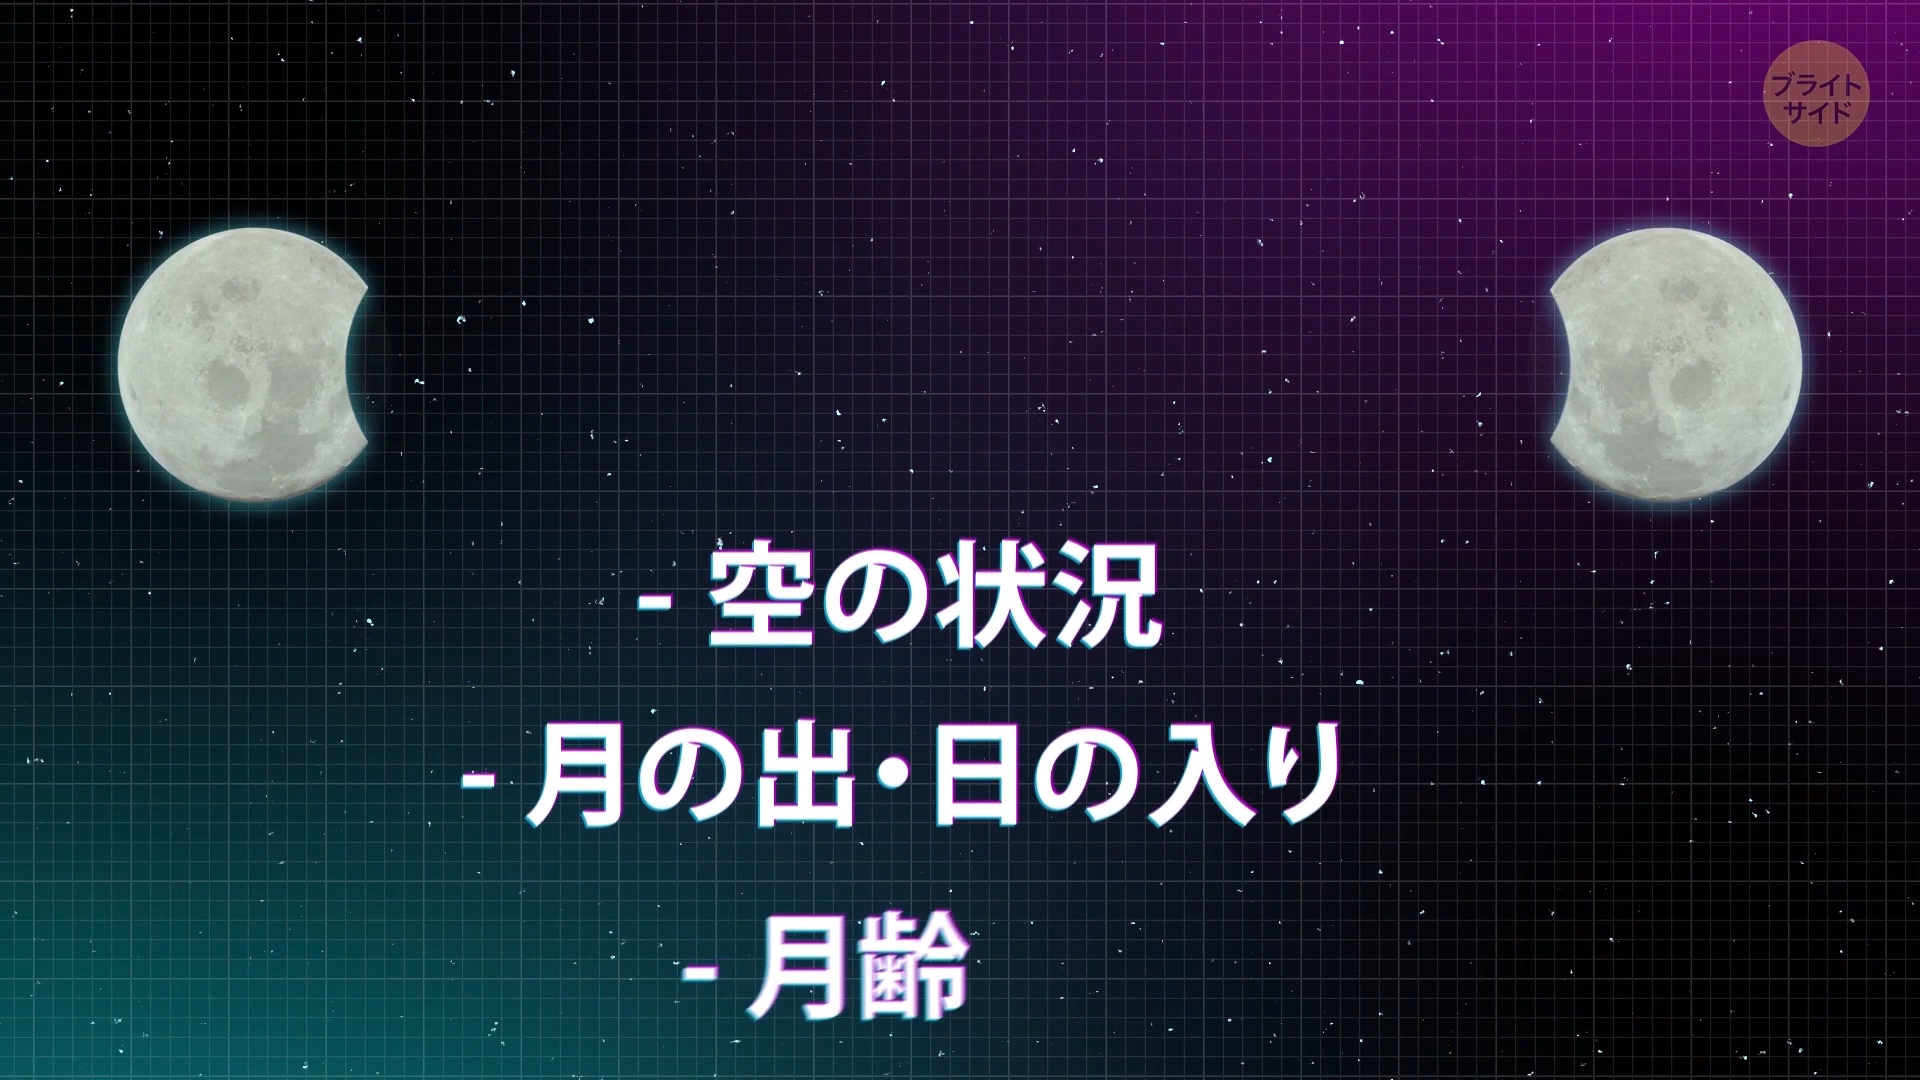 ブライト
サイド
- 空の状況
- 月の出・日の入り
- 月齢